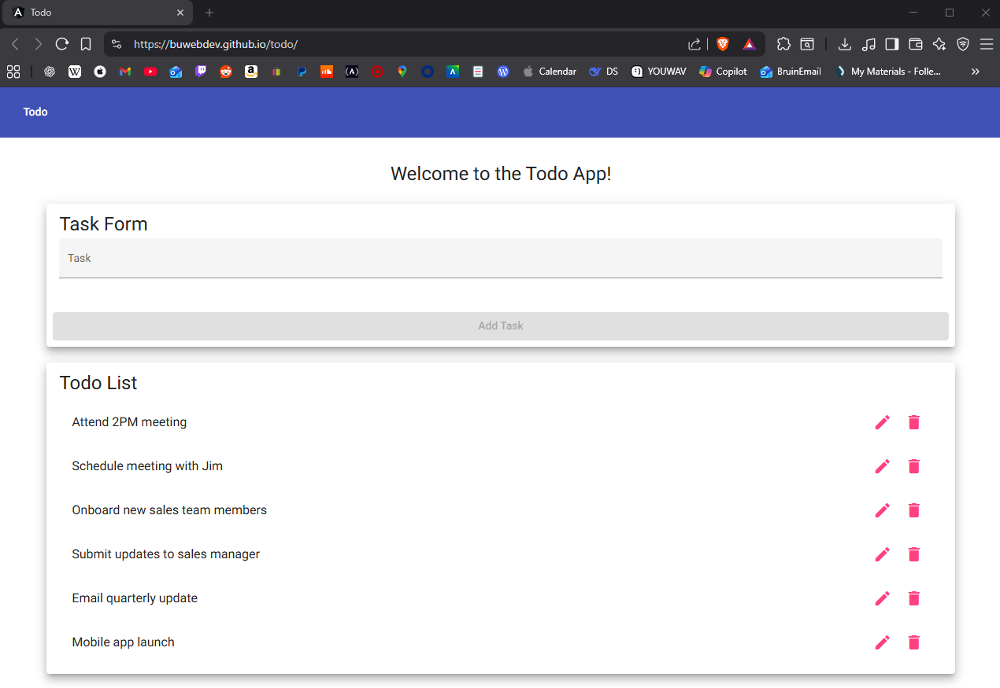 Todo
https://buwebdev.github.io/todo/
Calendar
DS
YOUWAV
Copilot
BruinEmail
My Materials - Folle...
Todo
Welcome to the Todo App!
Task Form
Task
Add Task
Todo List
Attend 2PM meeting
Schedule meeting with Jim
Onboard new sales team members
Submit updates to sales manager
Email quarterly update
Mobile app launch